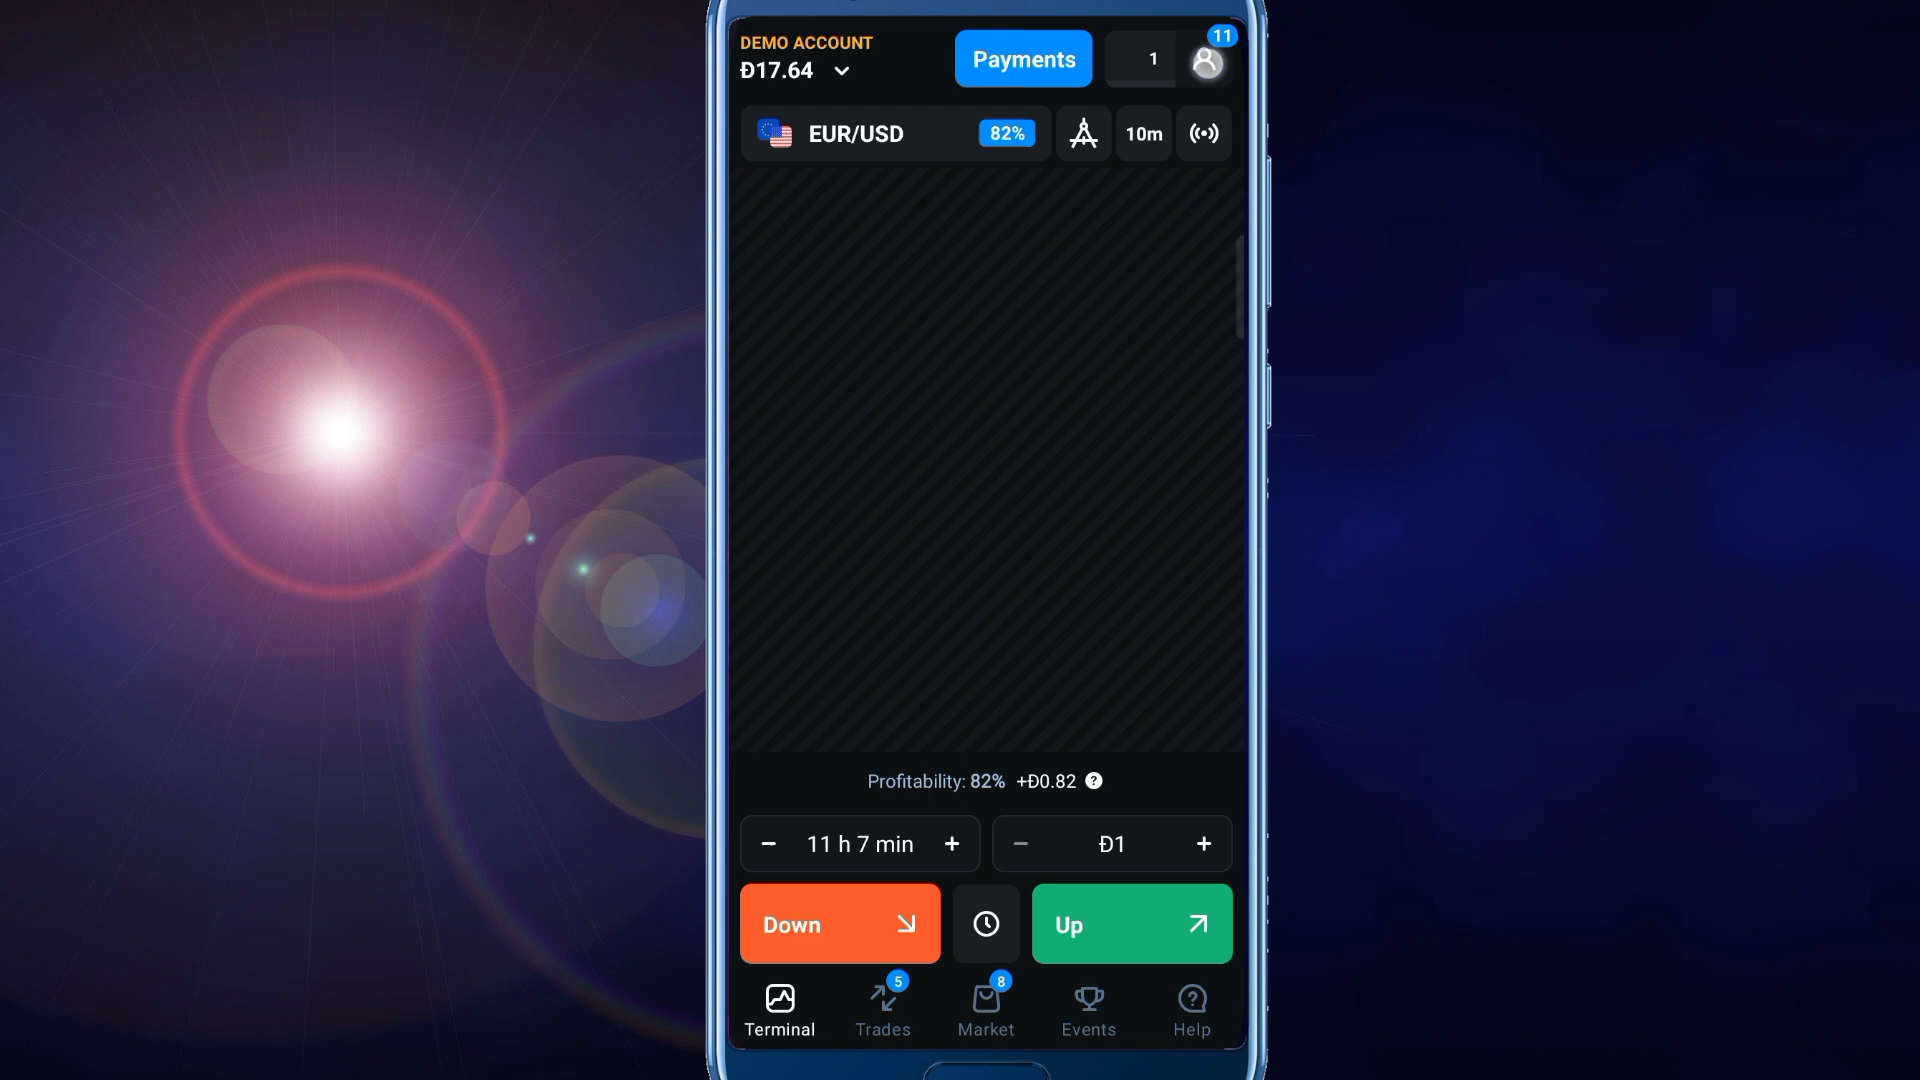 DEMO ACCOUNT
Đ17.64
Payments
1
11
EUR/USD
82%
10m
Profitability: 82% +Đ0.82 ?
− 11 h 7 min +
− Đ1 +
Down
Up
5
8
Terminal
Trades
Market
Events
Help